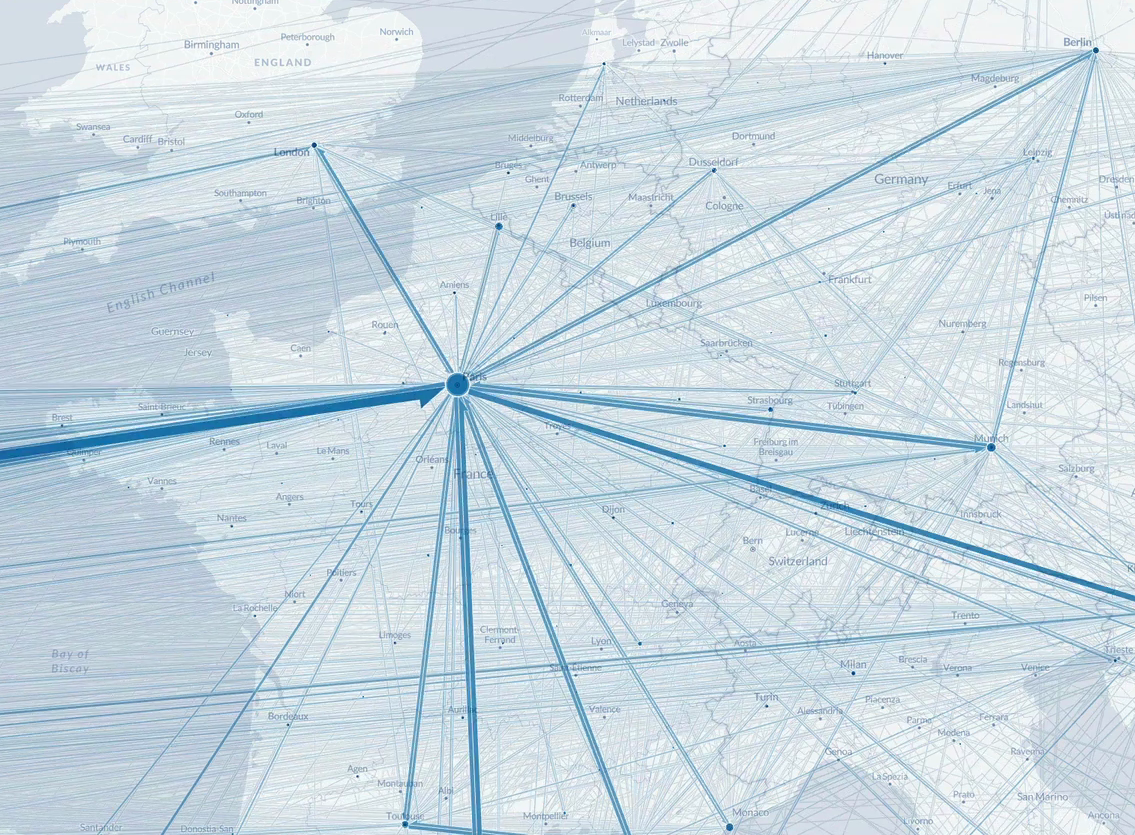 Nottingham
Norwich
Alkmaar
Peterborough
Birmingham
Lelystad
Zwolle
Berlin
Hanover
WALES
ENGLAND
Magdeburg
Rotterdam
Netherlands
Oxford
Swansea
Cardiff
Bristol
Middelburg
Dortmund
London
Leipzig
Bruges
Antwerp
Dusseldorf
Ghent
Germany
Dresden
Southampton
Brighton
Brussels
Maastricht
Cologne
Erfurt
Jena
Chemnitz
Lille
Plymouth
Belgium
English Channel
Amiens
Frankfurt
Luxembourg
Pilsen
Guernsey
Rouen
Nuremberg
Jersey
Caen
Saarbrücken
Regensburg
Paris
Stuttgart
Strasbourg
Tübingen
Landshut
Brest
Saint-Brieuc
Troyes
Rennes
Laval
Le Mans
Freiburg im
Breisgau
Munich
Quimper
Orléans
Salzburg
France
Vannes
Angers
Tours
Basel
Zurich
Nantes
Dijon
Innsbruck
Bourges
Bern
Lucerne
Liechtenstein
Switzerland
Poitiers
Niort
La Rochelle
Geneva
Trento
Limoges
Clermont-
Ferrand
Lyon
Aosta
Trieste
Bay of
Biscay
Saint-Étienne
Milan
Brescia
Verona
Venice
Bordeaux
Aurillac
Valence
Turin
Alessandria
Piacenza
Parma
Ferrara
Modena
Genoa
Ravenna
Agen
Montauban
Albi
La Spezia
Prato
San Marino
Toulouse
Montpellier
Monaco
Livorno
Ancona
Santander
Donostia-San